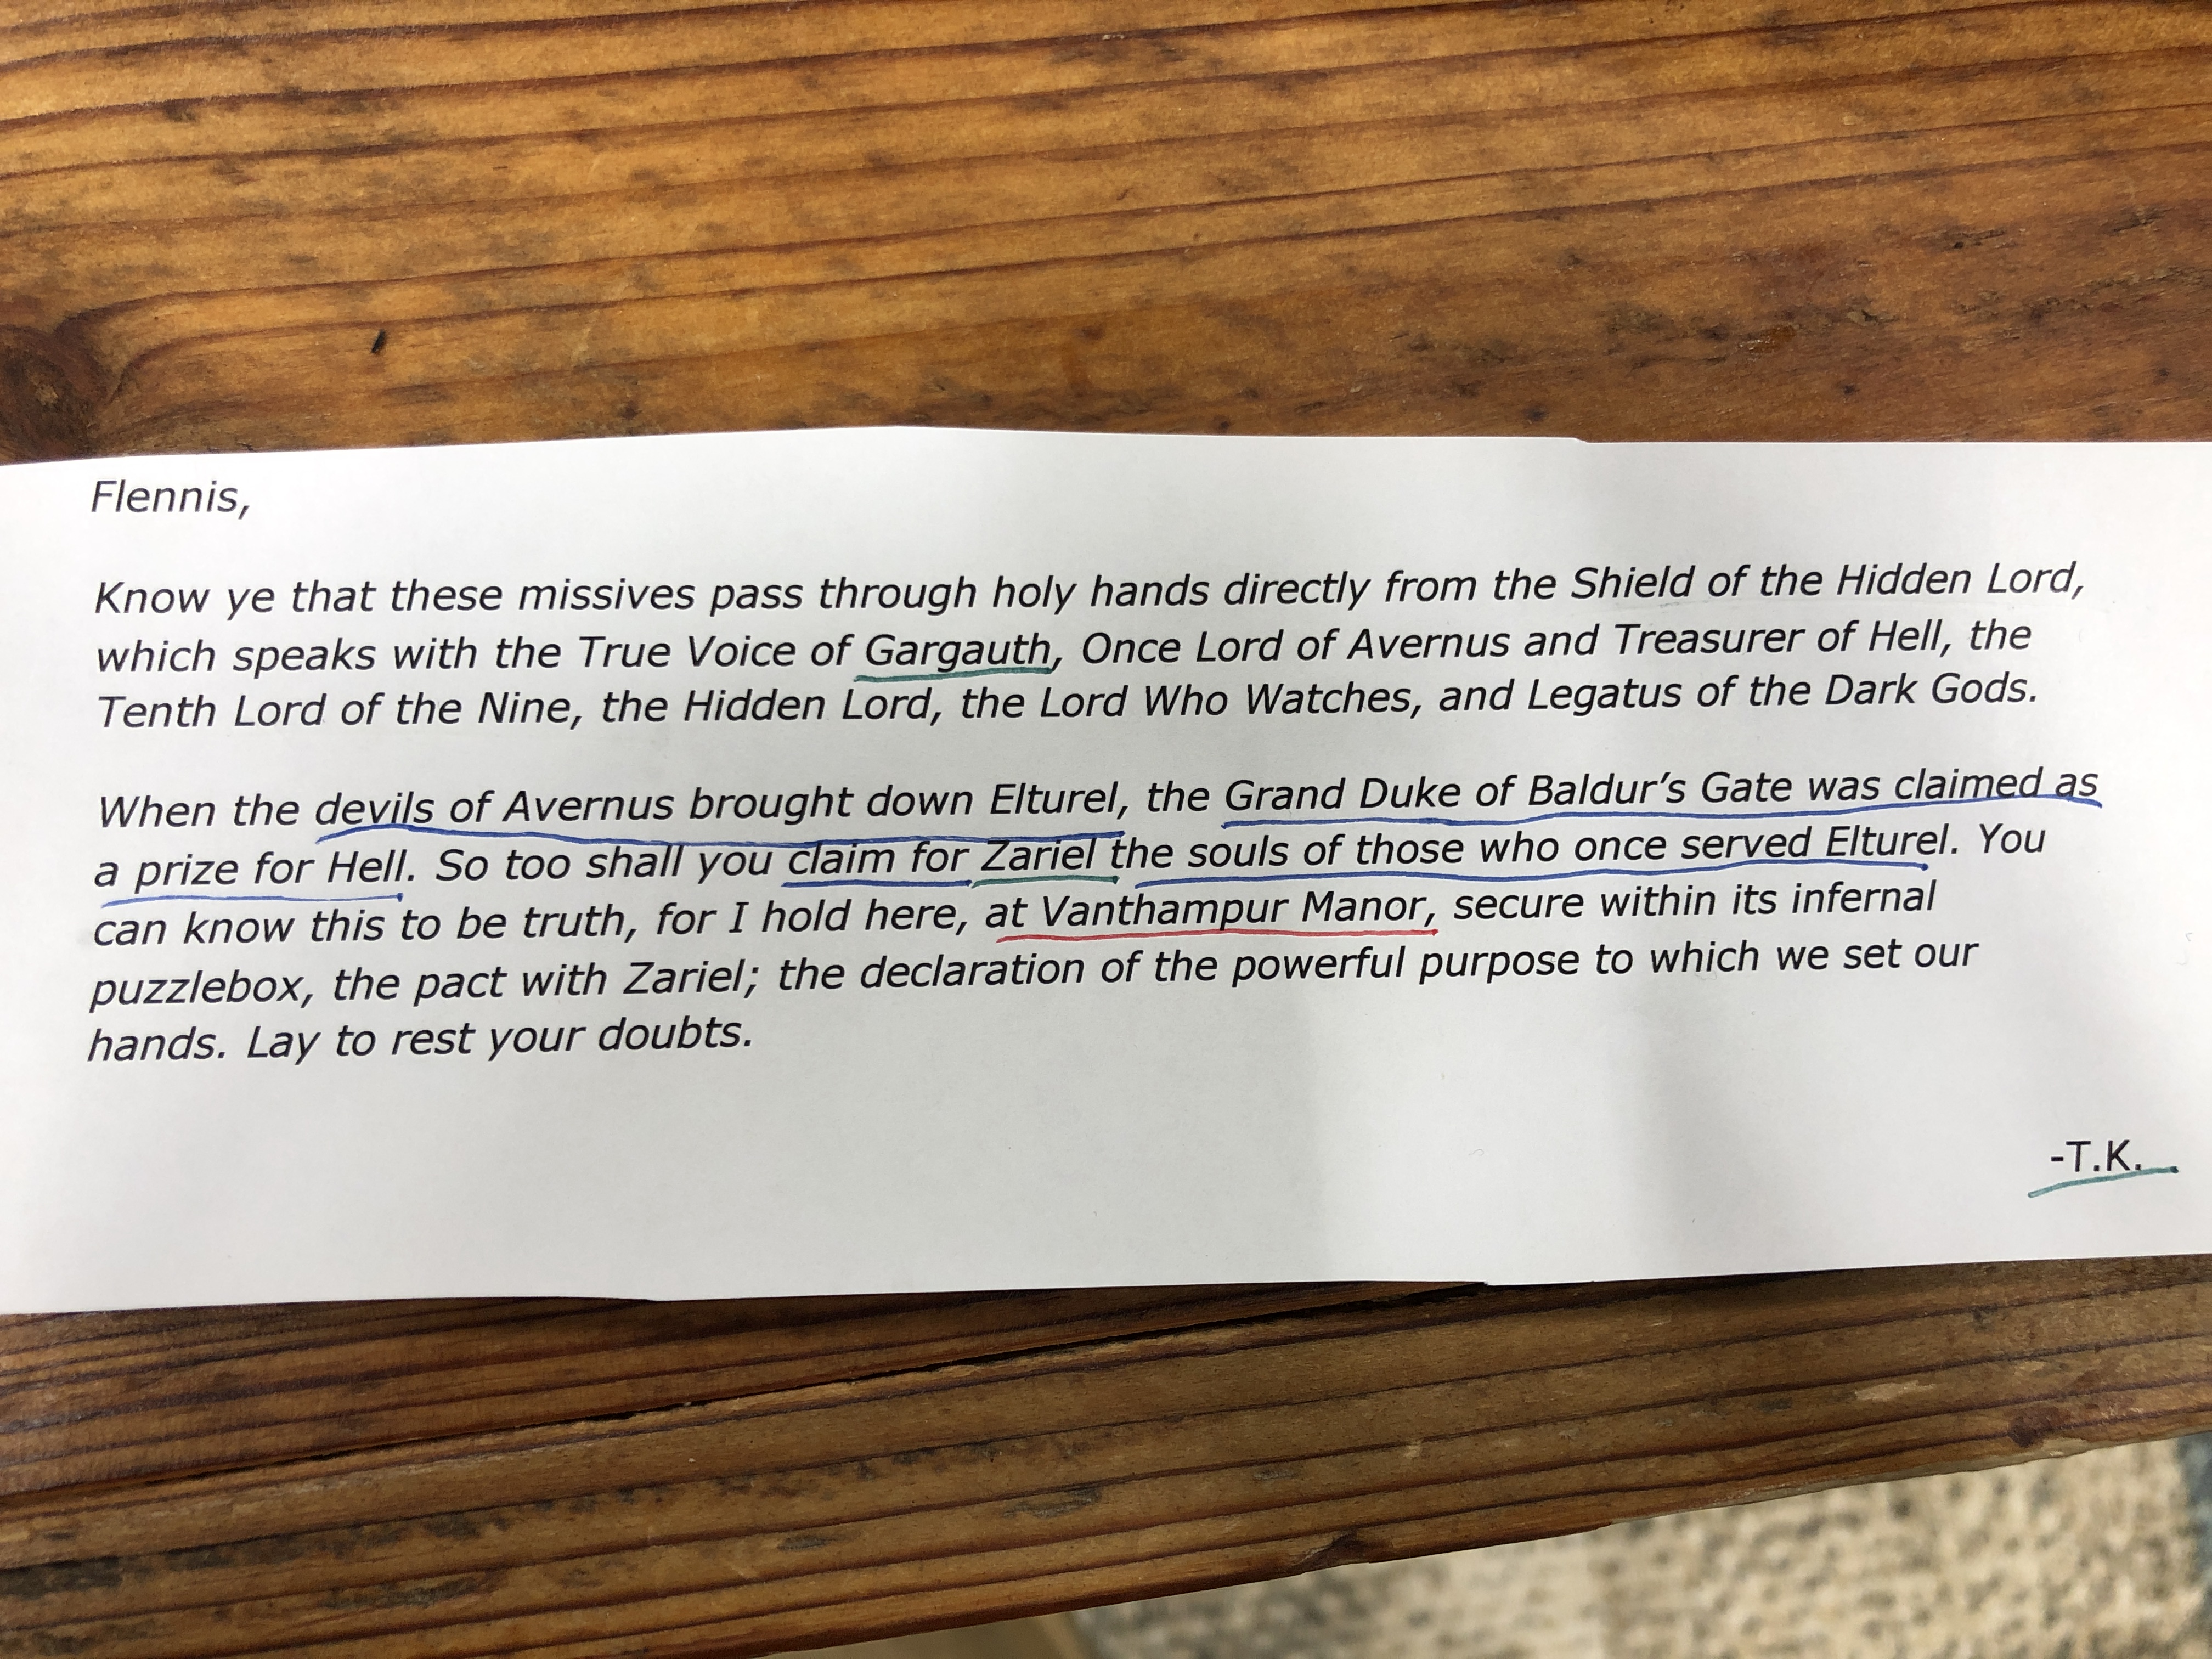 Flennis,
Know ye that these missives pass through holy hands directly from the Shield of the Hidden Lord,
which speaks with the True Voice of Gargauth, Once Lord of Avernus and Treasurer of Hell, the
Tenth Lord of the Nine, the Hidden Lord, the Lord Who Watches, and Legatus of the Dark Gods.
When the devils of Avernus brought down Elturel, the Grand Duke of Baldur's Gate was claimed as
a prize for Hell. So too shall you claim for Zariel the souls of those who once served Elturel. You
can know this to be truth, for I hold here, at Vanthampur Manor, secure within its infernal
puzzlebox, the pact with Zariel; the declaration of the powerful purpose to which we set our
hands. Lay to rest your doubts.
-T.K.